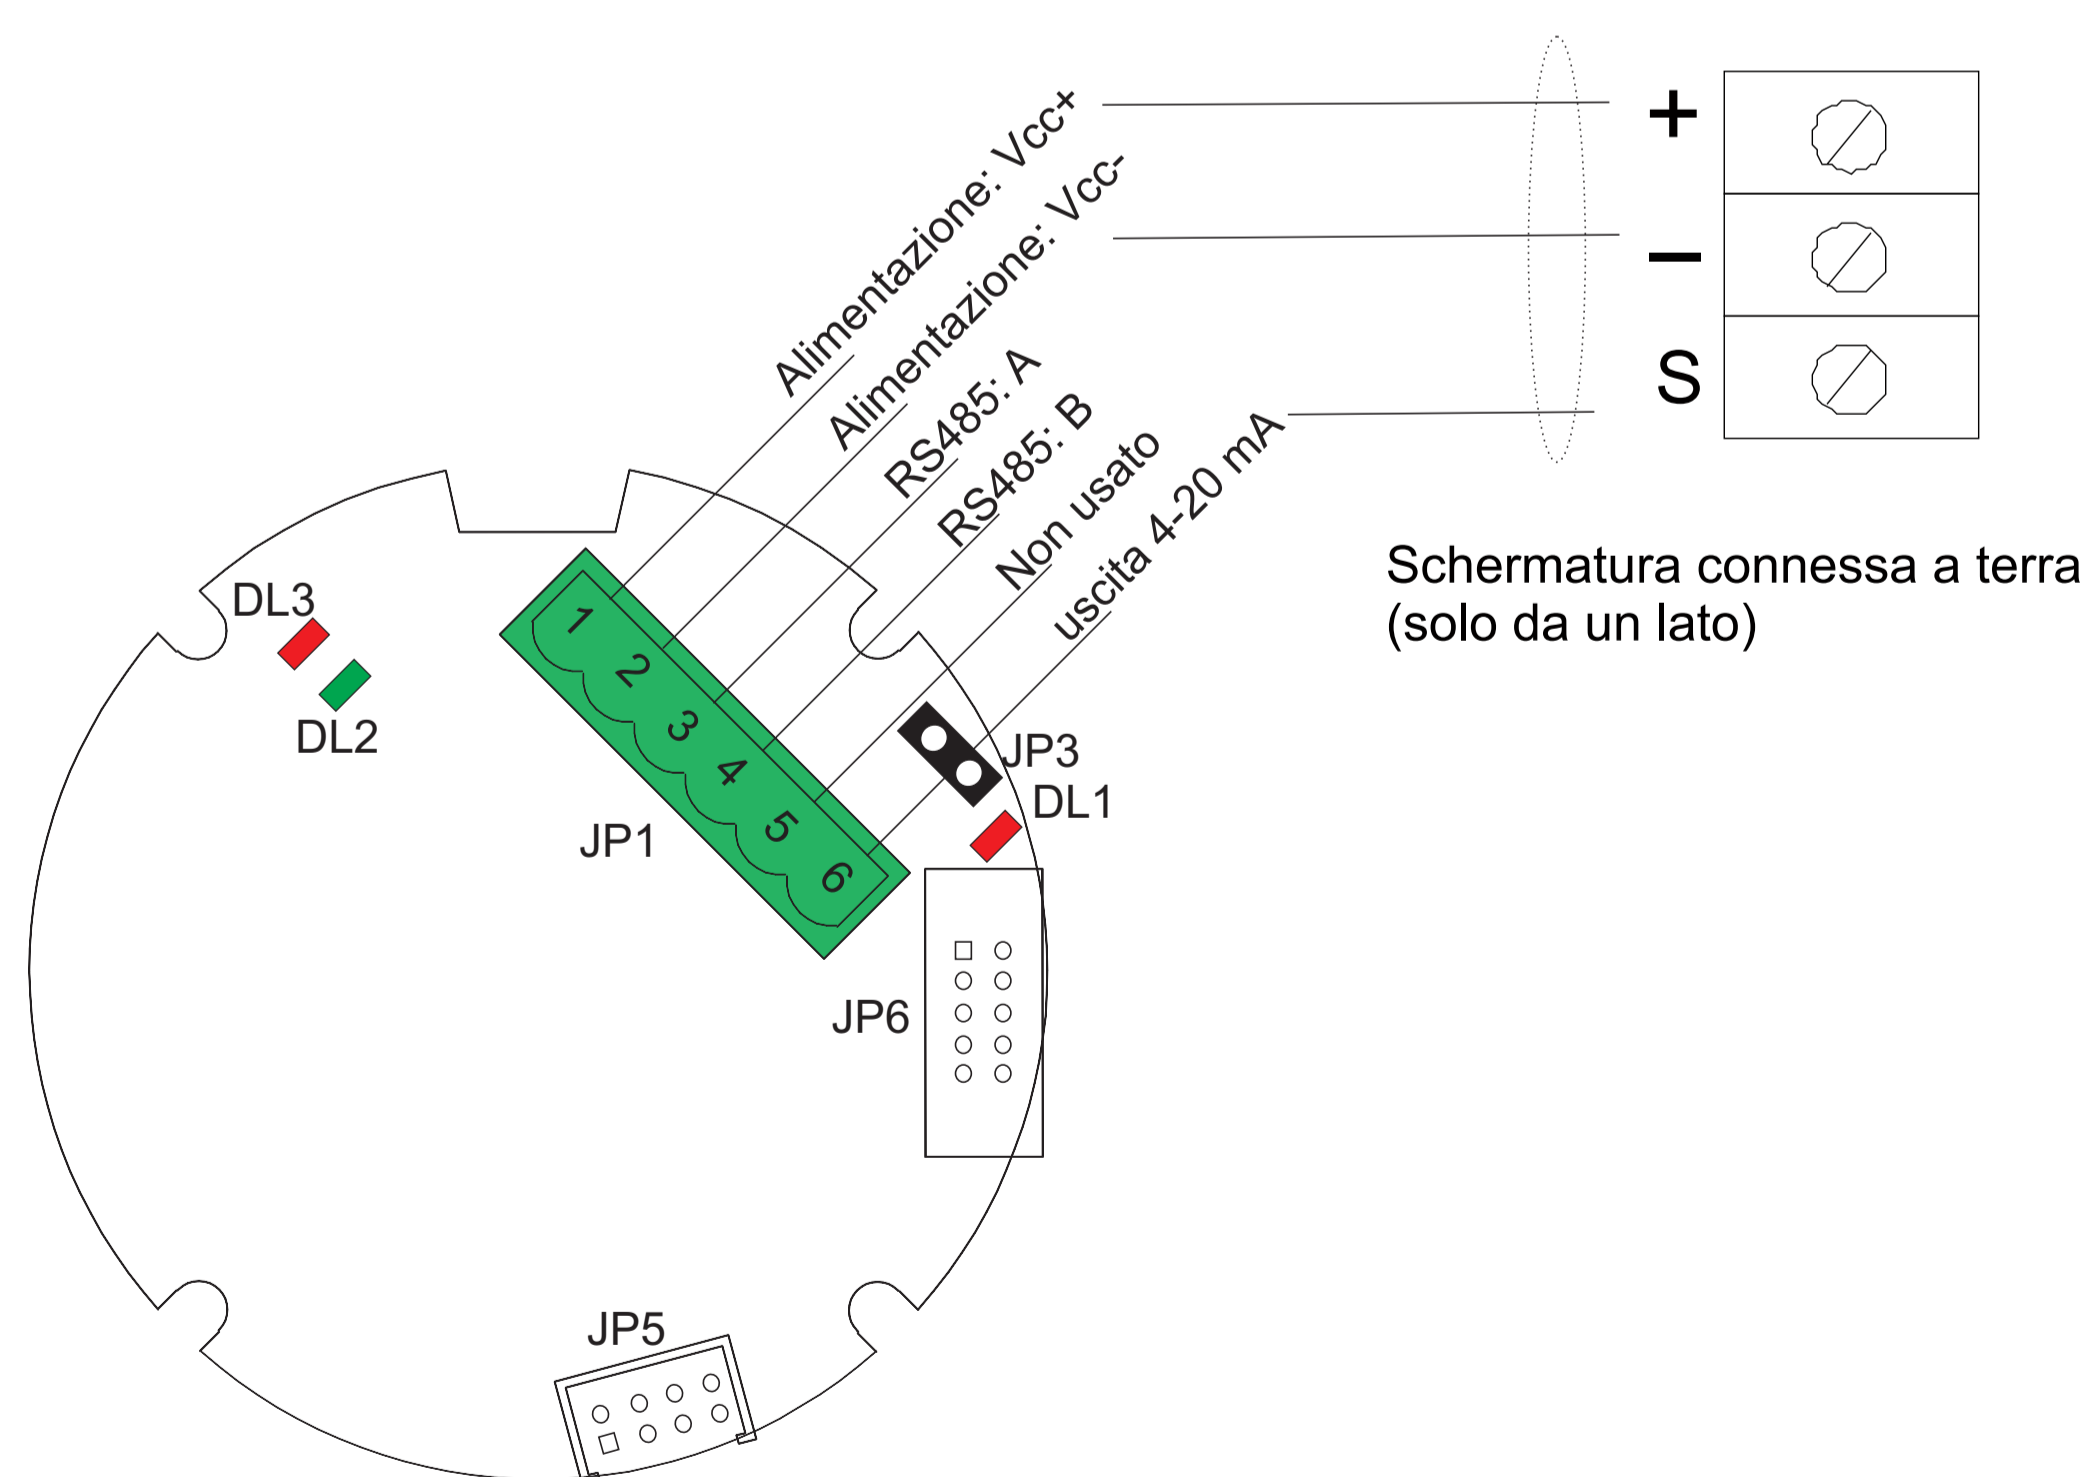 Alimentazione: Vcc+
Alimentazione: Vcc-
RS485: A
RS485: B
Non usato
uscita 4-20 mA
+
–
S
Schermatura connessa a terra
(solo da un lato)
DL3
DL2
1
2
3
4
5
6
JP1
JP3
DL1
JP6
JP5